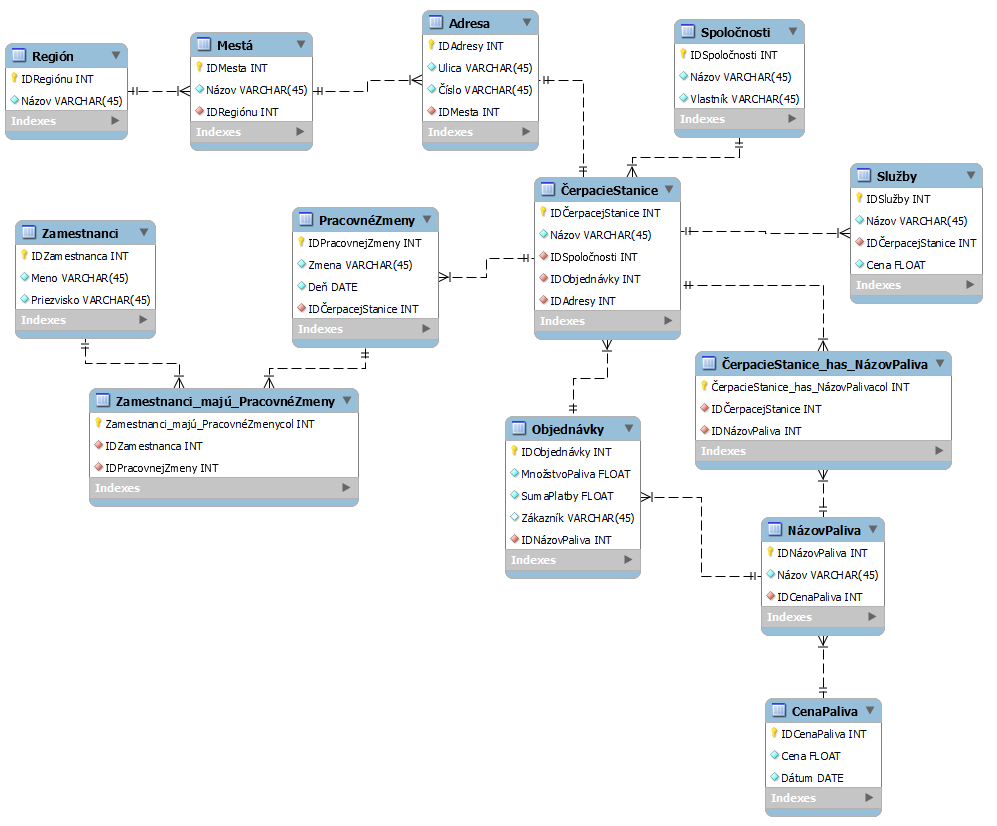 Región
IDRegiónu INT
Názov VARCHAR(45)
Indexes
Mestá
IDMesta INT
Názov VARCHAR(45)
IDRegiónu INT
Indexes
Adresa
IDAdresy INT
Ulica VARCHAR(45)
Číslo VARCHAR(45)
IDMesta INT
Indexes
Spoločnosti
IDSpoločnosti INT
Názov VARCHAR(45)
Vlastník VARCHAR(45)
Indexes
ČerpacieStanice
IDČerpacejStanice INT
Názov VARCHAR(45)
IDSpoločnosti INT
IDObjednávky INT
IDAdresy INT
Indexes
Služby
IDSlužby INT
Názov VARCHAR(45)
IDČerpacejStanice INT
Cena FLOAT
Indexes
Zamestnanci
IDZamestnanca INT
Meno VARCHAR(45)
Priezvisko VARCHAR(45)
Indexes
PracovnéZmeny
IDPracovnejZmeny INT
Zmena VARCHAR(45)
Deň DATE
IDČerpacejStanice INT
Indexes
Zamestnanci_majú_PracovnéZmeny
Zamestnanci_majú_PracovnéZmenycol INT
IDZamestnanca INT
IDPracovnejZmeny INT
Indexes
ČerpacieStanice_has_NázovPaliva
ČerpacieStanice_has_NázovPalivacol INT
IDČerpacejStanice INT
IDNázovPaliva INT
Indexes
Objednávky
IDObjednávky INT
MnožstvoPaliva FLOAT
SumaPlatby FLOAT
Zákazník VARCHAR(45)
IDNázovPaliva INT
Indexes
NázovPaliva
IDNázovPaliva INT
Názov VARCHAR(45)
IDCenaPaliva INT
Indexes
CenaPaliva
IDCenaPaliva INT
Cena FLOAT
Dátum DATE
Indexes